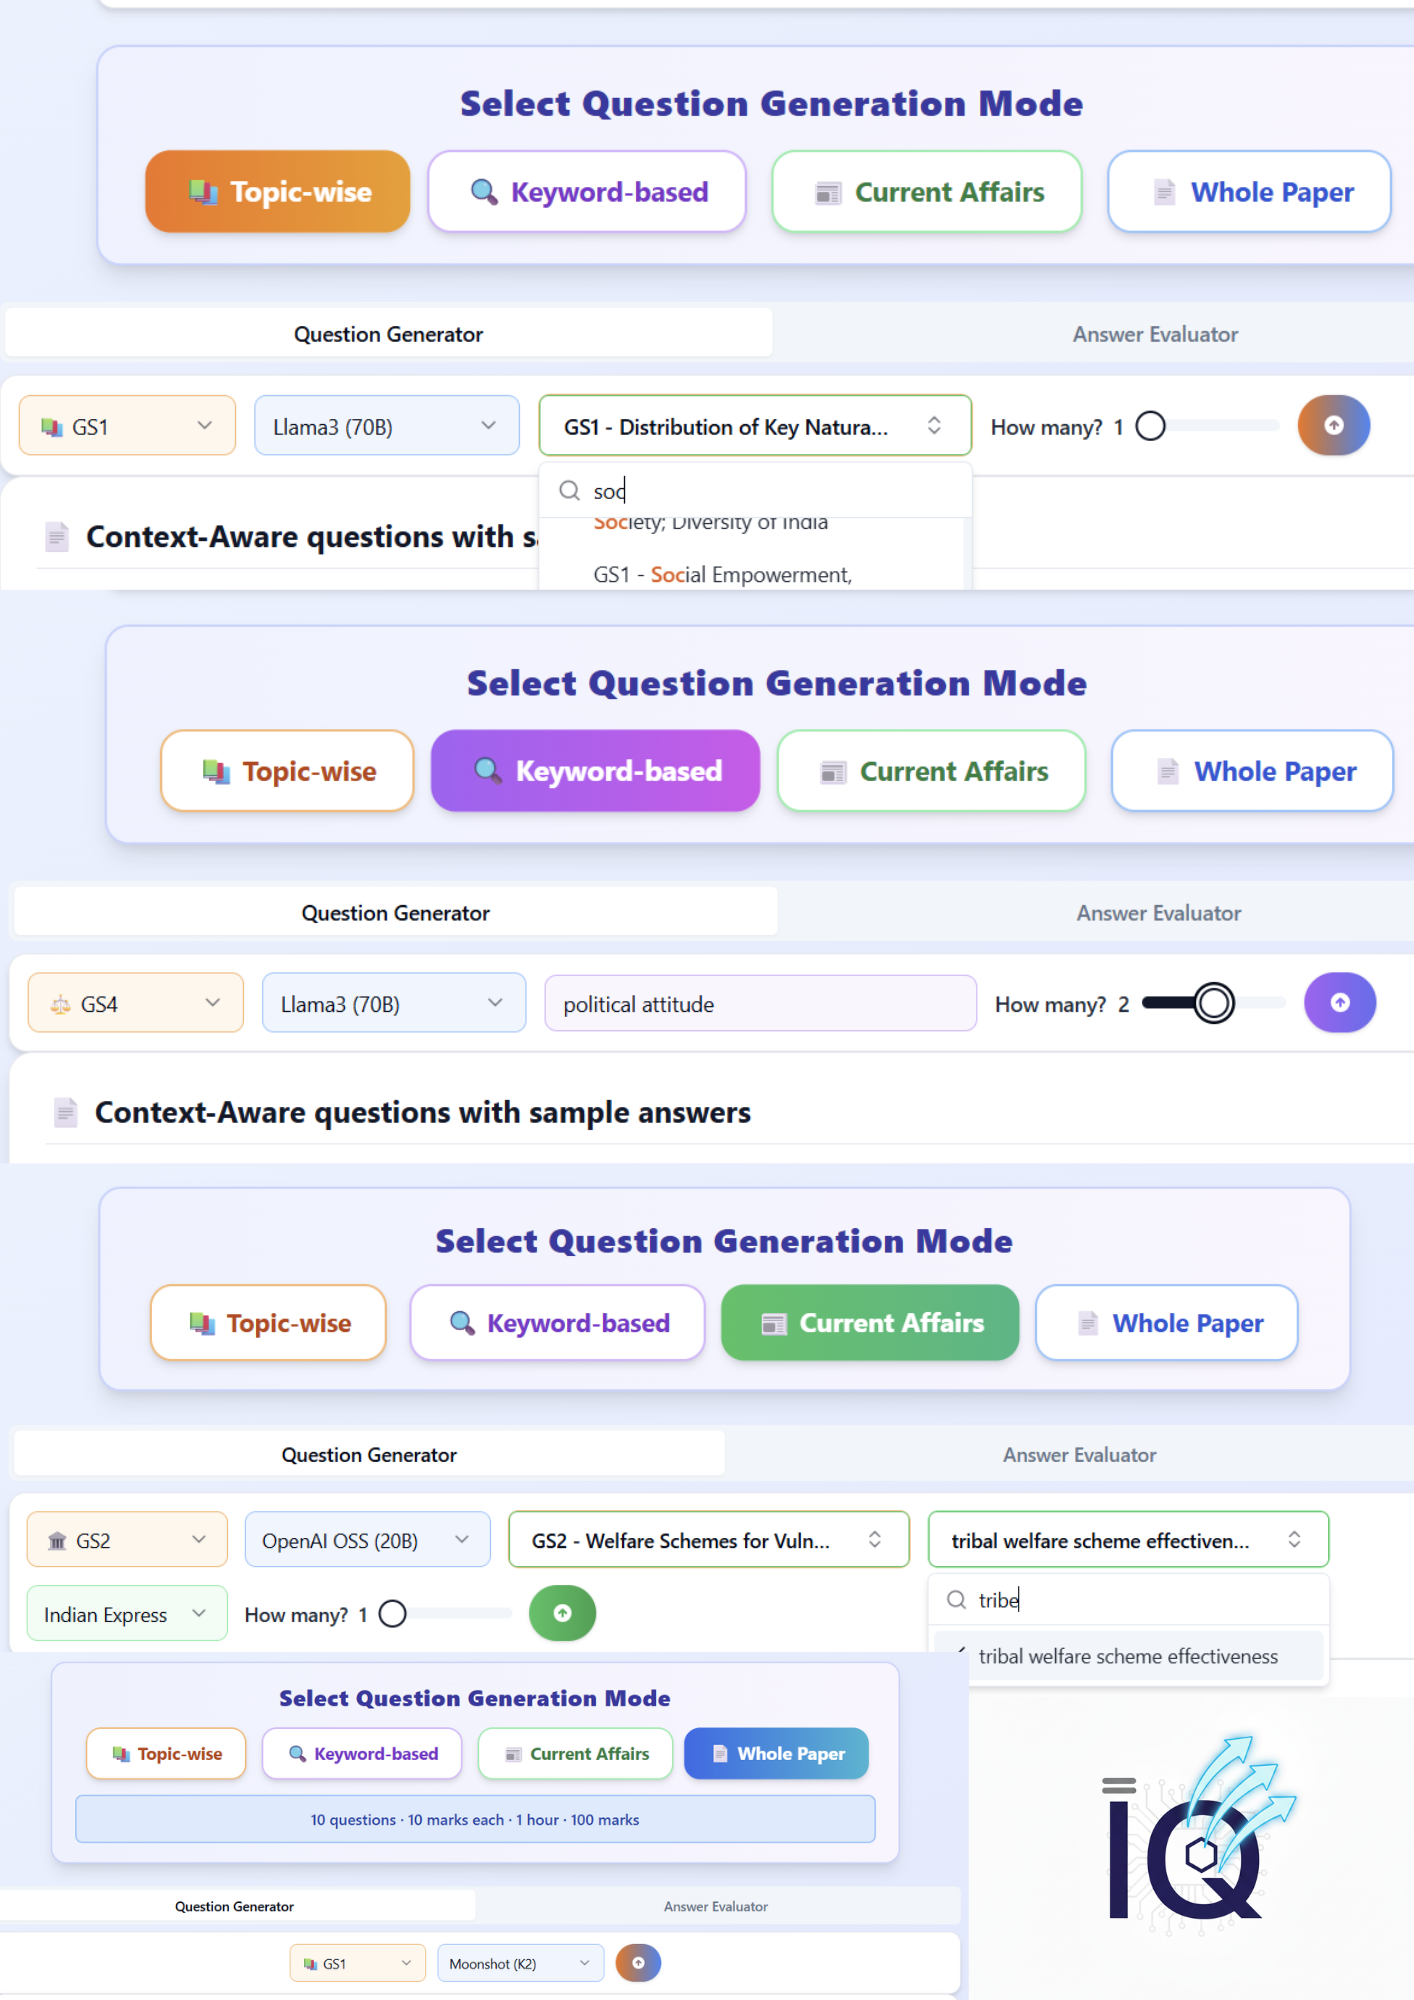 Select Question Generation Mode
Topic-wise
Keyword-based
Current Affairs
Whole Paper
Question Generator
Answer Evaluator
GS1
Llama3 (70B)
GS1 - Distribution of Key Natura...
How many? 1
soc
Society; Diversity of India
GS1 - Social Empowerment,
Context-Aware questions with sa
Select Question Generation Mode
Topic-wise
Keyword-based
Current Affairs
Whole Paper
Question Generator
Answer Evaluator
GS4
Llama3 (70B)
political attitude
How many? 2
Context-Aware questions with sample answers
Select Question Generation Mode
Topic-wise
Keyword-based
Current Affairs
Whole Paper
Question Generator
Answer Evaluator
GS2
OpenAI OSS (20B)
GS2 - Welfare Schemes for Vuln...
tribal welfare scheme effectiven...
Indian Express
How many? 1
tribe
tribal welfare scheme effectiveness
Select Question Generation Mode
Topic-wise
Keyword-based
Current Affairs
Whole Paper
10 questions · 10 marks each · 1 hour · 100 marks
Question Generator
Answer Evaluator
GS1
Moonshot (K2)
IQ